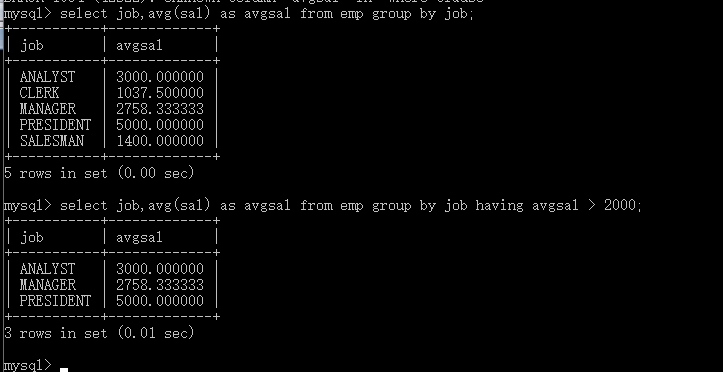 mysql> select job,avg(sal) as avgsal from emp group by job;
+-----------+-------------+
| job       | avgsal      |
+-----------+-------------+
| ANALYST   | 3000.000000 |
| CLERK     | 1037.500000 |
| MANAGER   | 2758.333333 |
| PRESIDENT | 5000.000000 |
| SALESMAN  | 1400.000000 |
+-----------+-------------+
5 rows in set (0.00 sec)
mysql> select job,avg(sal) as avgsal from emp group by job having avgsal > 2000;
+-----------+-------------+
| job       | avgsal      |
+-----------+-------------+
| ANALYST   | 3000.000000 |
| MANAGER   | 2758.333333 |
| PRESIDENT | 5000.000000 |
+-----------+-------------+
3 rows in set (0.01 sec)
mysql>